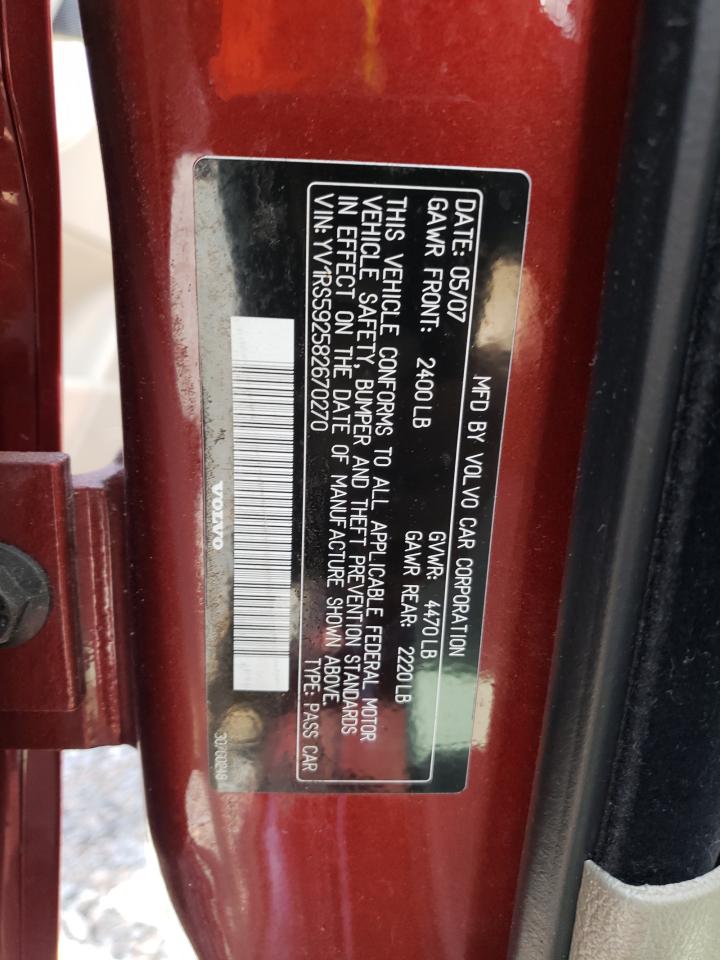 MFD BY VOLVO CAR CORPORATION
DATE: 05/07 GVWR: 4470 LB
GAWR FRONT: 2400 LB GAWR REAR: 2220 LB
THIS VEHICLE CONFORMS TO ALL APPLICABLE FEDERAL MOTOR
VEHICLE SAFETY, BUMPER AND THEFT PREVENTION STANDARDS
IN EFFECT ON THE DATE OF MANUFACTURE SHOWN ABOVE.
VIN: YV1RS592582670270 TYPE: PASS CAR
VOLVO